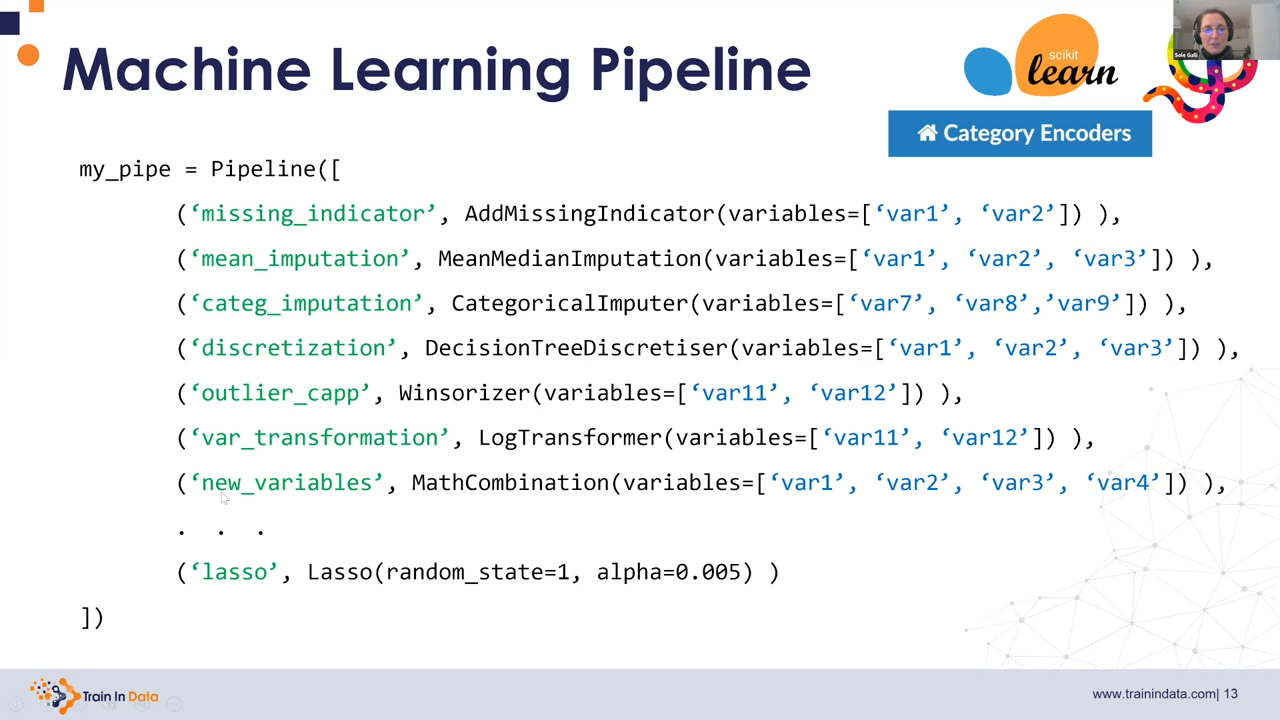 Machine Learning Pipeline
scikit
learn
Sole Galli
Category Encoders
my_pipe = Pipeline([
(‘missing_indicator’, AddMissingIndicator(variables=[‘var1’, ‘var2’]) ),
(‘mean_imputation’, MeanMedianImputation(variables=[‘var1’, ‘var2’, ‘var3’]) ),
(‘categ_imputation’, CategoricalImputer(variables=[‘var7’, ‘var8’,’var9’]) ),
(‘discretization’, DecisionTreeDiscretiser(variables=[‘var1’, ‘var2’, ‘var3’]) ),
(‘outlier_capp’, Winsorizer(variables=[‘var11’, ‘var12’]) ),
(‘var_transformation’, LogTransformer(variables=[‘var11’, ‘var12’]) ),
(‘new_variables’, MathCombination(variables=[‘var1’, ‘var2’, ‘var3’, ‘var4’]) ),
. . .
(‘lasso’, Lasso(random_state=1, alpha=0.005) )
])
Train In Data
www.trainindata.com| 13